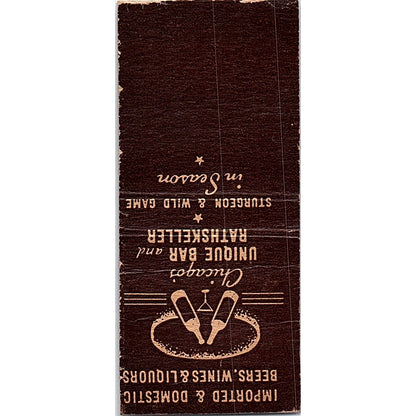 IMPORTED & DOMESTIC
BEERS, WINES & LIQUORS
Chicago's
UNIQUE BAR and
RATHSKELLER
STURGEON & WILD GAME
in Season